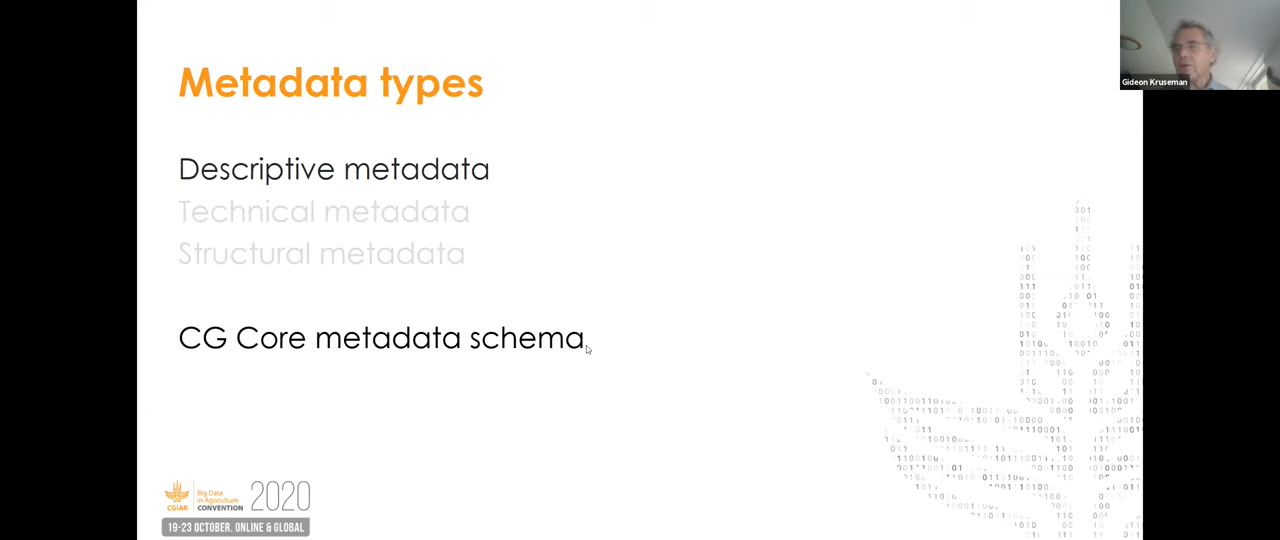 Metadata types
Gideon Kruseman
Descriptive metadata
Technical metadata
Structural metadata
CG Core metadata schema
CGIAR
Big Data
in Agriculture
CONVENTION
2020
19-23 OCTOBER. ONLINE & GLOBAL